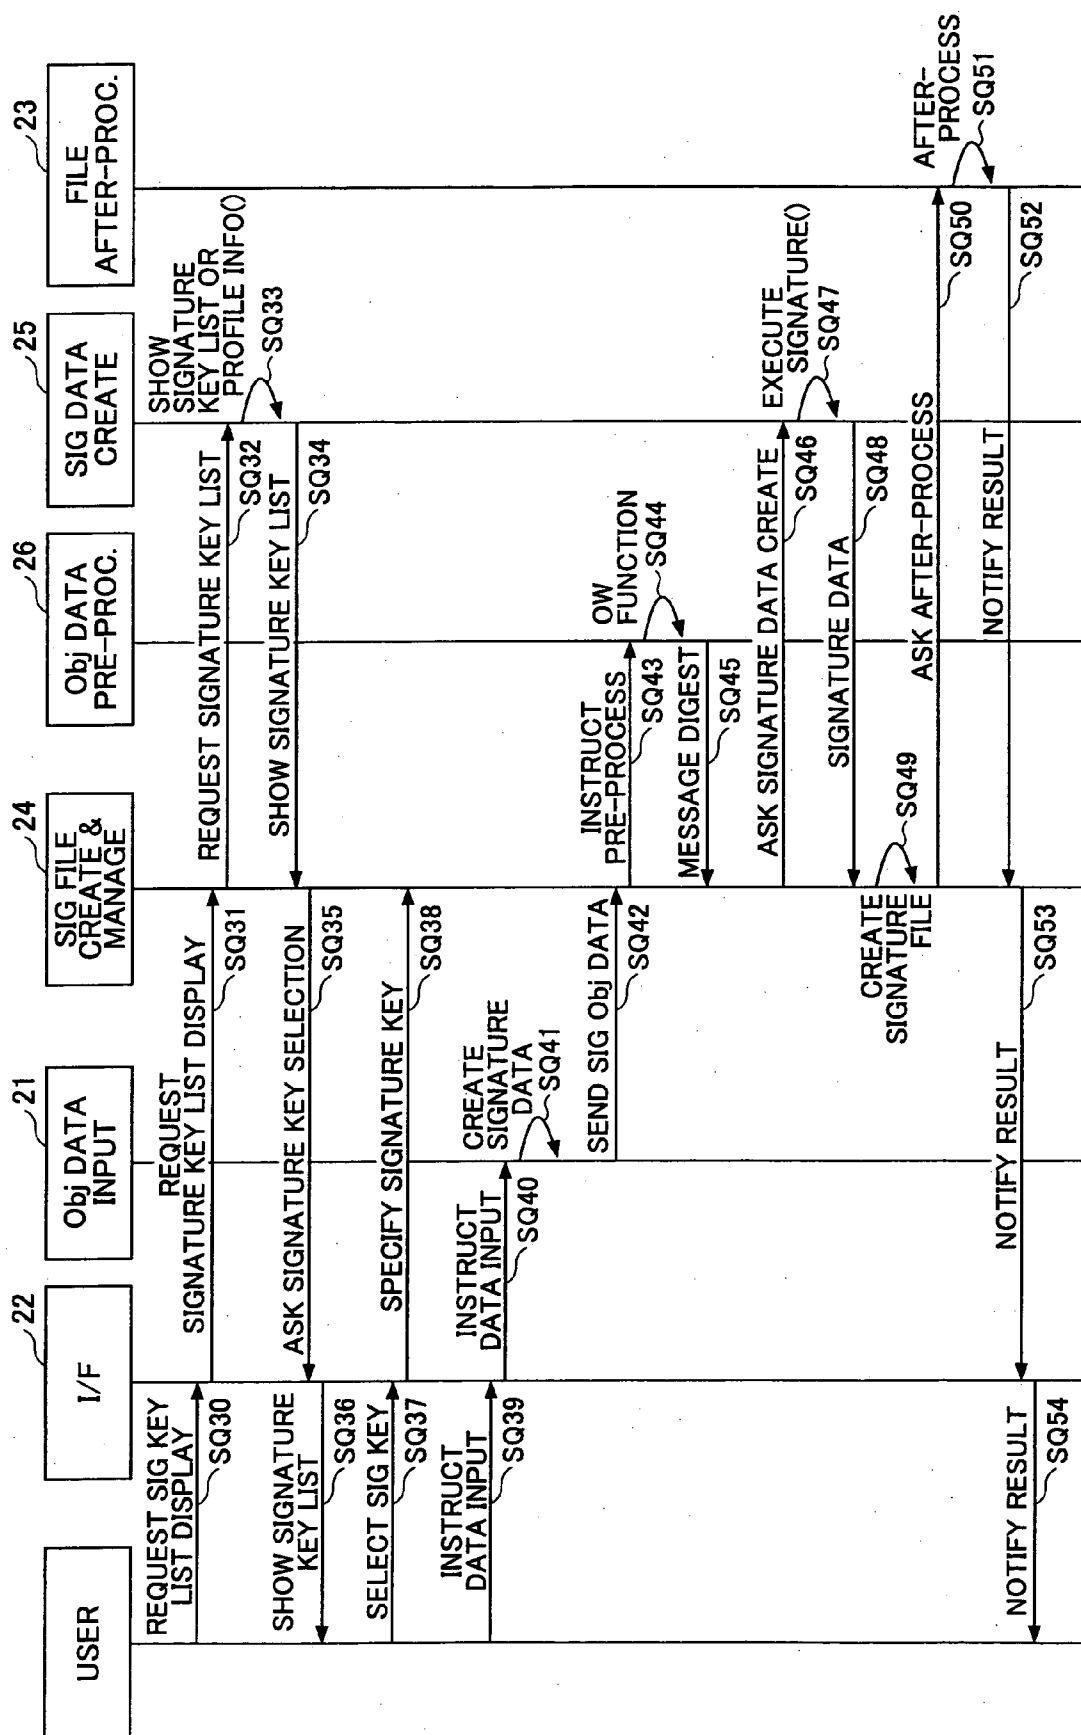 USER
22
I/F
21
Obj DATA
INPUT
24
SIG FILE
CREATE &
MANAGE
26
Obj DATA
PRE-PROC.
25
SIG DATA
CREATE
23
FILE
AFTER-PROC.
REQUEST SIG KEY
LIST DISPLAY
SQ30
REQUEST
SIGNATURE KEY LIST DISPLAY
SQ31
REQUEST SIGNATURE KEY LIST
SQ32
SHOW
SIGNATURE
KEY LIST OR
PROFILE INFO()
SQ33
SHOW SIGNATURE KEY LIST
SQ34
ASK SIGNATURE KEY SELECTION
SQ35
SHOW SIGNATURE
KEY LIST
SQ36
SELECT SIG KEY
SQ37
SPECIFY SIGNATURE KEY
SQ38
INSTRUCT
DATA INPUT
SQ39
INSTRUCT
DATA INPUT
SQ40
CREATE
SIGNATURE
DATA
SQ41
SEND SIG Obj DATA
SQ42
INSTRUCT
PRE-PROCESS
SQ43
OW
FUNCTION
SQ44
MESSAGE DIGEST
SQ45
ASK SIGNATURE DATA CREATE
SQ46
EXECUTE
SIGNATURE()
SQ47
SIGNATURE DATA
SQ48
CREATE
SIGNATURE
FILE
SQ49
ASK AFTER-PROCESS
SQ50
AFTER-
PROCESS
SQ51
NOTIFY RESULT
SQ52
NOTIFY RESULT
SQ53
NOTIFY RESULT
SQ54